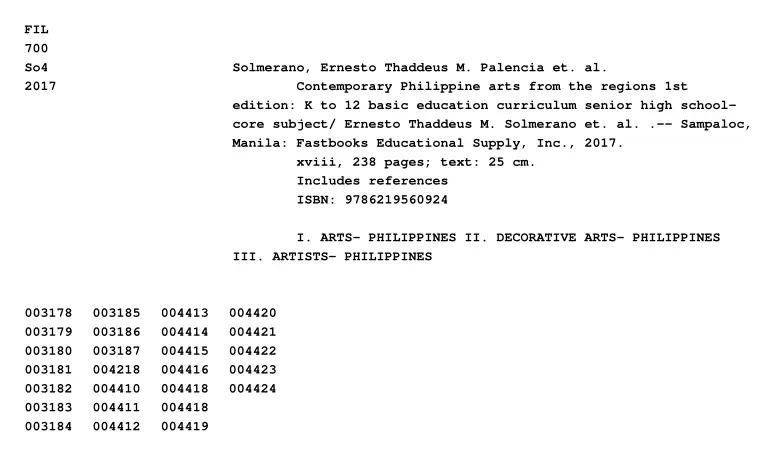 FIL
700
So4 Solmerano, Ernesto Thaddeus M. Palencia et. al.
2017 Contemporary Philippine arts from the regions 1st
edition: K to 12 basic education curriculum senior high school-
core subject/ Ernesto Thaddeus M. Solmerano et. al. .-- Sampaloc,
Manila: Fastbooks Educational Supply, Inc., 2017.
xviii, 238 pages; text: 25 cm.
Includes references
ISBN: 9786219560924
I. ARTS- PHILIPPINES II. DECORATIVE ARTS- PHILIPPINES
III. ARTISTS- PHILIPPINES
003178 003185 004413 004420
003179 003186 004414 004421
003180 003187 004415 004422
003181 004218 004416 004423
003182 004410 004418 004424
003183 004411 004418
003184 004412 004419